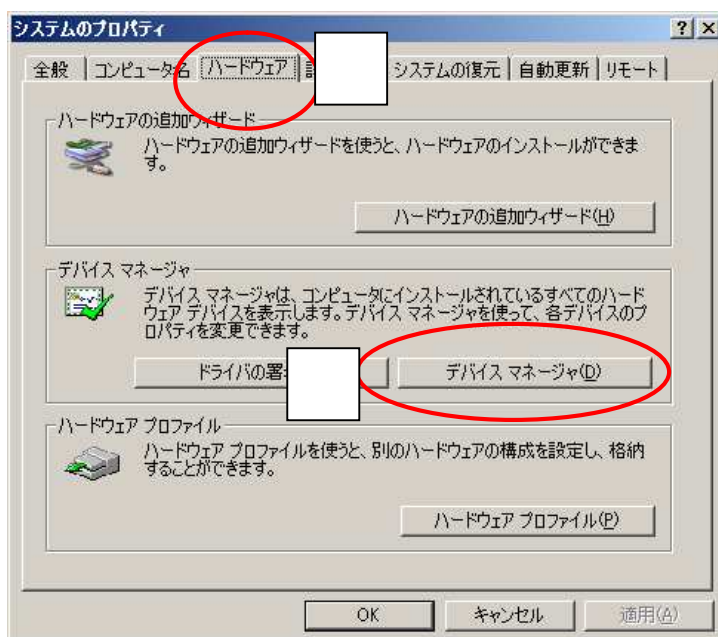 システムのプロパティ
全般
コンピュータ名
ハードウェア
システムの復元
自動更新
リモート
ハードウェアの追加ウィザード
ハードウェアの追加ウィザードを使うと、ハードウェアのインストールができま
す。
ハードウェアの追加ウィザード(H)
デバイス マネージャ
デバイス マネージャは、コンピュータにインストールされているすべてのハード
ウェア デバイスを表示します。デバイス マネージャを使って、各デバイスのプ
ロパティを変更できます。
ドライバの署
デバイス マネージャ(D)
ハードウェア プロファイル
ハードウェア プロファイルを使うと、別のハードウェアの構成を設定し、格納
することができます。
ハードウェア プロファイル(P)
OK
キャンセル
適用(A)